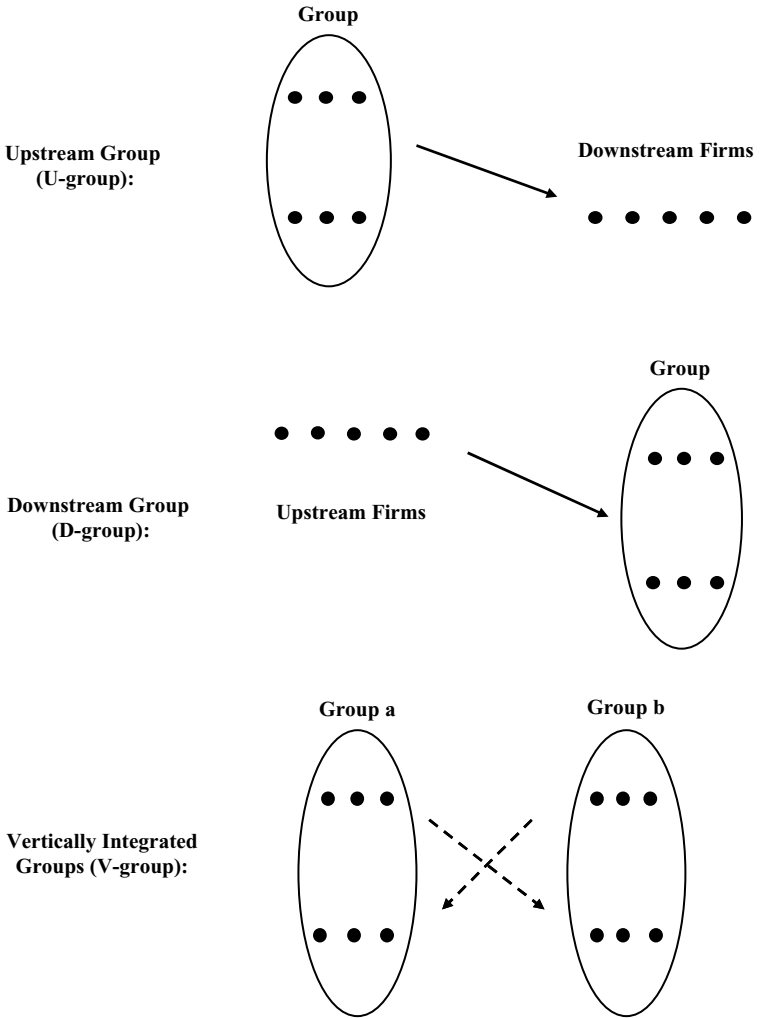 Group
Upstream Group
(U-group):
Downstream Firms
Group
Downstream Group
(D-group):
Upstream Firms
Group a
Group b
Vertically Integrated
Groups (V-group):